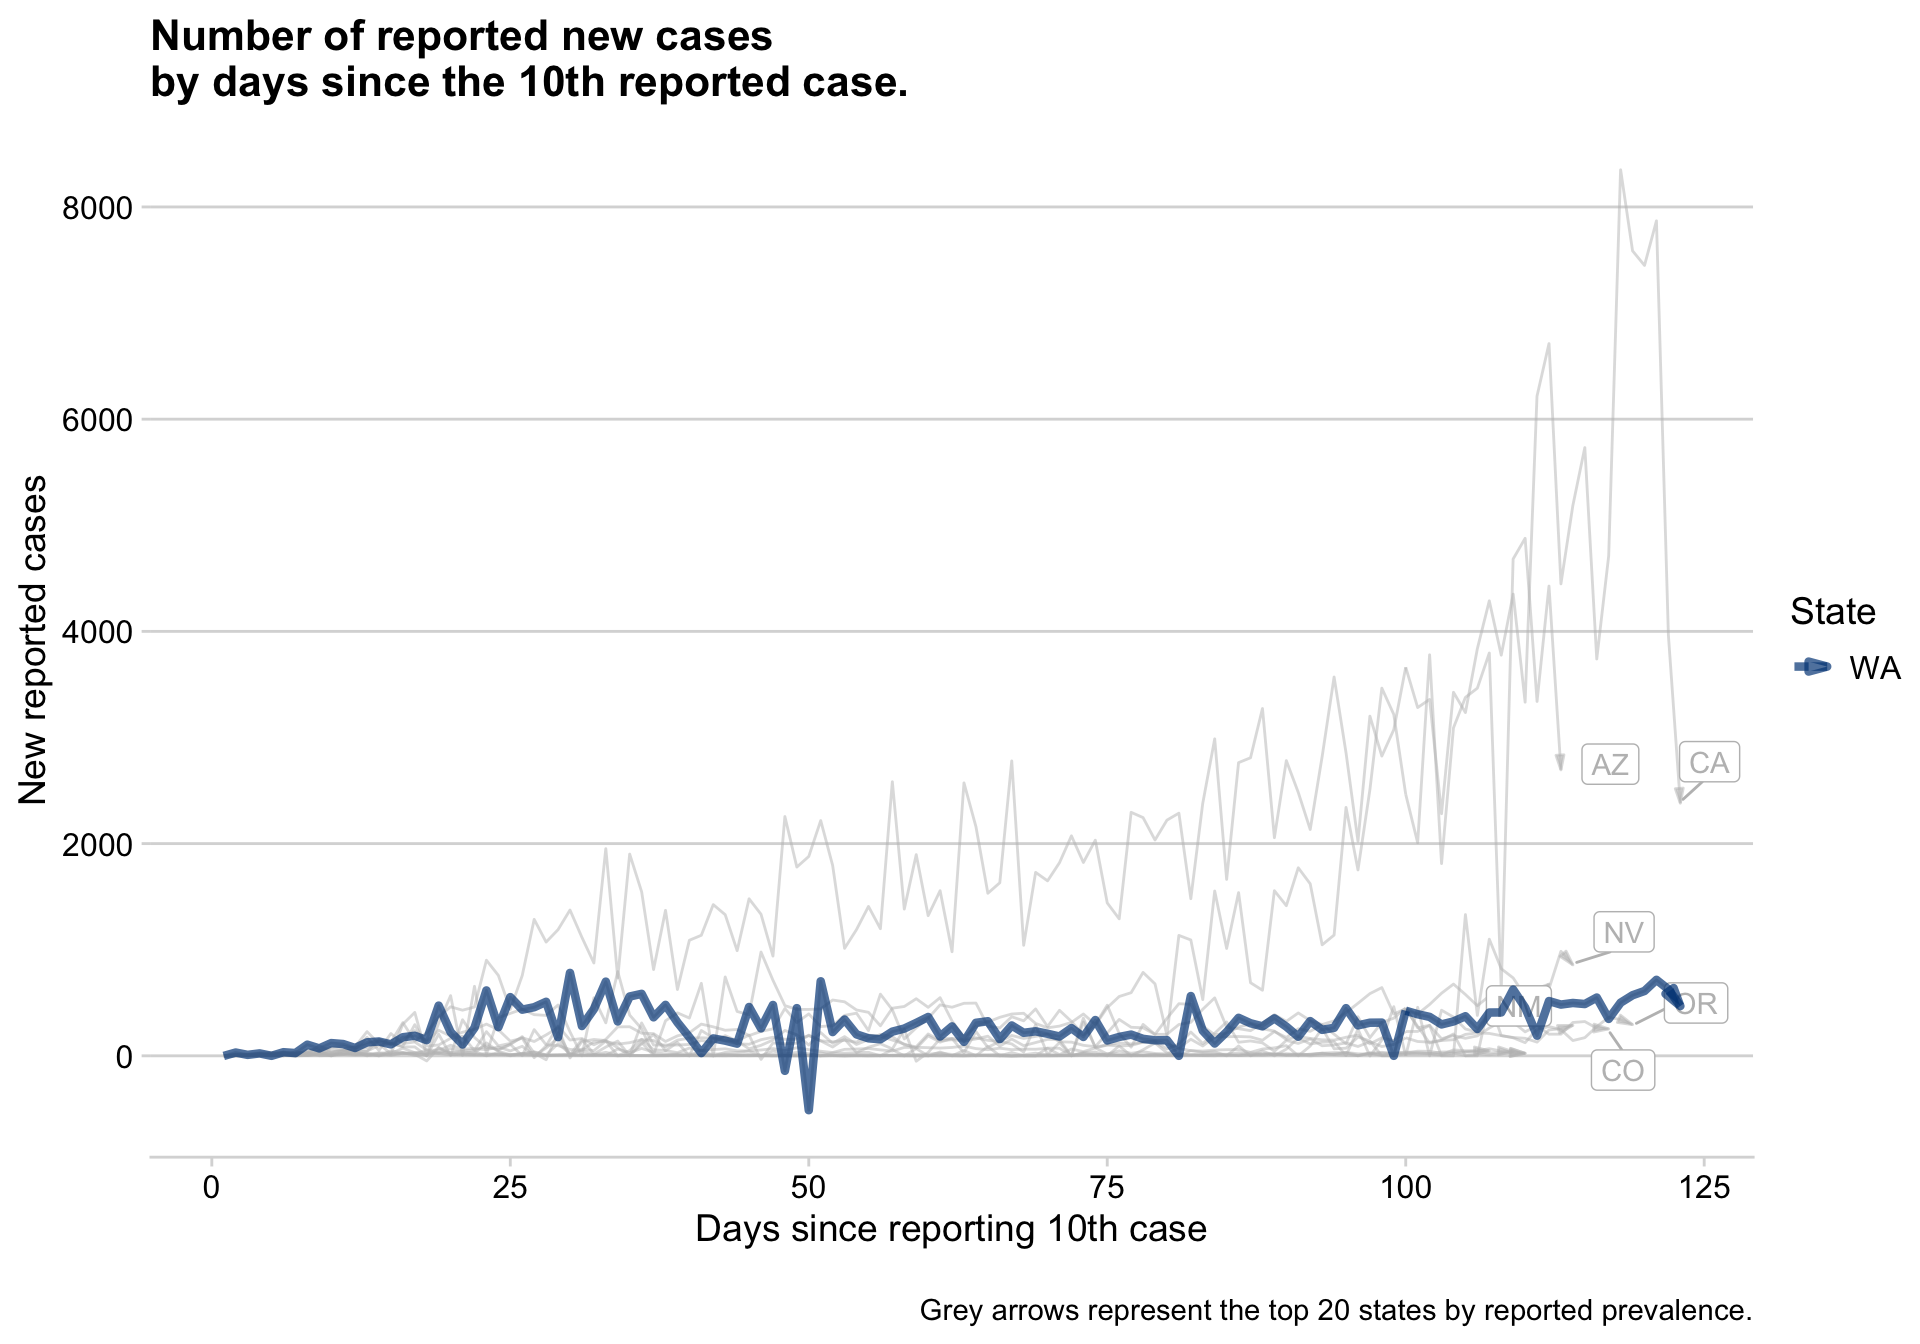 Number of reported new cases
by days since the 10th reported case.
New reported cases
8000
6000
4000
2000
0
AZ
CA
NV
NM
OR
CO
State
WA
0
25
50
75
100
125
Days since reporting 10th case
Grey arrows represent the top 20 states by reported prevalence.